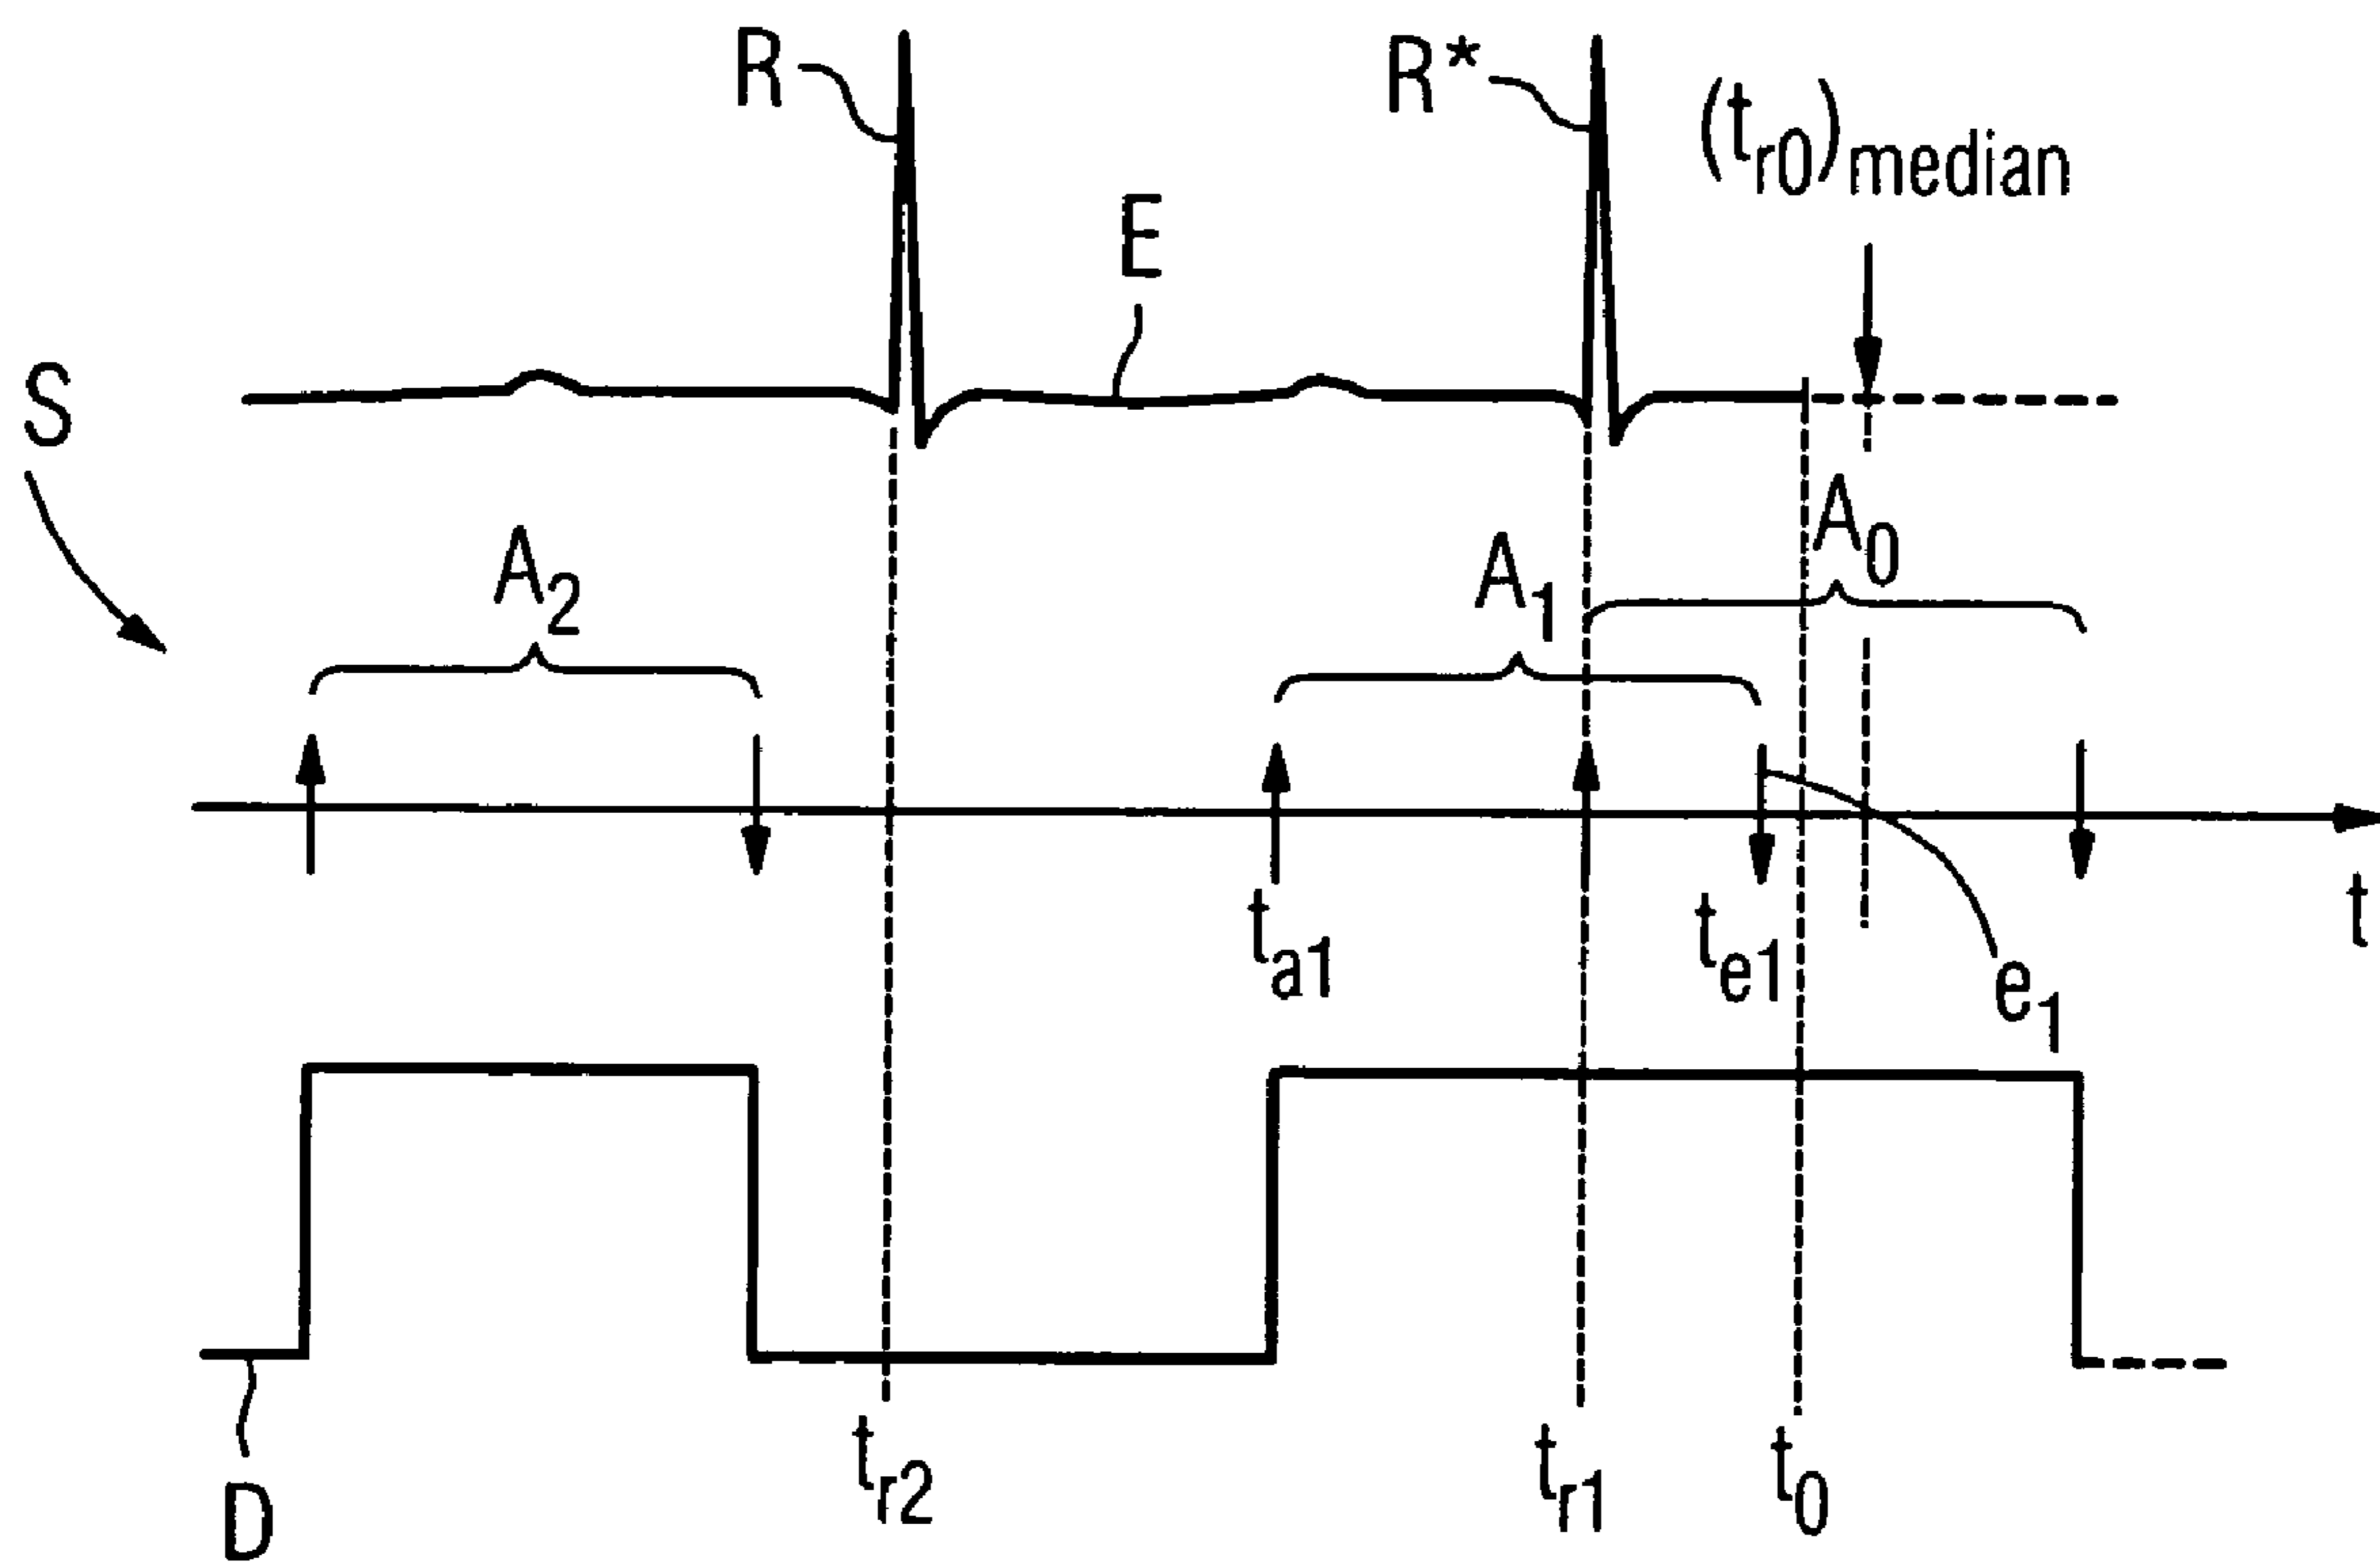 R
R*
(t_r0)_median
E
S
A_2
A_1
A_0
t_a1
t_e1
e_1
t
t_r2
t_r1
t_0
D